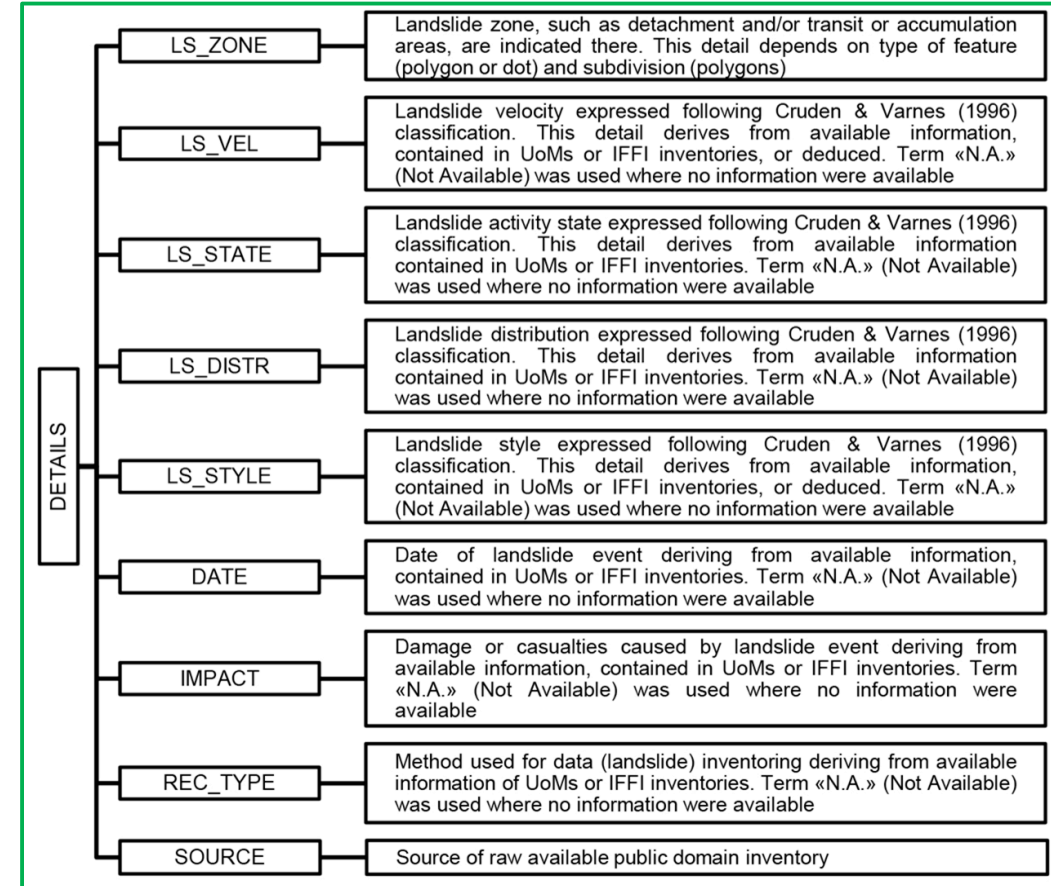 LS_ZONE
Landslide zone, such as detachment and/or transit or accumulation
areas, are indicated there. This detail depends on type of feature
(polygon or dot) and subdivision (polygons)
LS_VEL
Landslide velocity expressed following Cruden & Varnes (1996)
classification. This detail derives from available information,
contained in UoMs or IFFI inventories, or deduced. Term «N.A.»
(Not Available) was used where no information were available
LS_STATE
Landslide activity state expressed following Cruden & Varnes (1996)
classification. This detail derives from available information
contained in UoMs or IFFI inventories. Term «N.A.» (Not Available)
was used where no information were available
LS_DISTR
Landslide distribution expressed following Cruden & Varnes (1996)
classification. This detail derives from available information
contained in UoMs or IFFI inventories. Term «N.A.» (Not Available)
was used where no information were available
DETAILS
LS_STYLE
Landslide style expressed following Cruden & Varnes (1996)
classification. This detail derives from available information,
contained in UoMs or IFFI inventories, or deduced. Term «N.A.»
(Not Available) was used where no information were available
DATE
Date of landslide event deriving from available information,
contained in UoMs or IFFI inventories. Term «N.A.» (Not Available)
was used where no information were available
IMPACT
Damage or casualties caused by landslide event deriving from
available information, contained in UoMs or IFFI inventories. Term
«N.A.» (Not Available) was used where no information were
available
REC_TYPE
Method used for data (landslide) inventoring deriving from available
information of UoMs or IFFI inventories. Term «N.A.» (Not Available)
was used where no information were available
SOURCE
Source of raw available public domain inventory